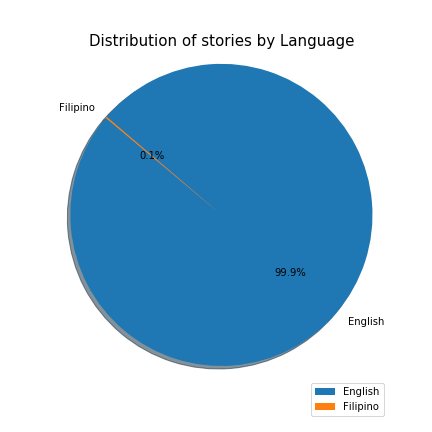 Distribution of stories by Language
Filipino
0.1%
99.9%
English
English
Filipino